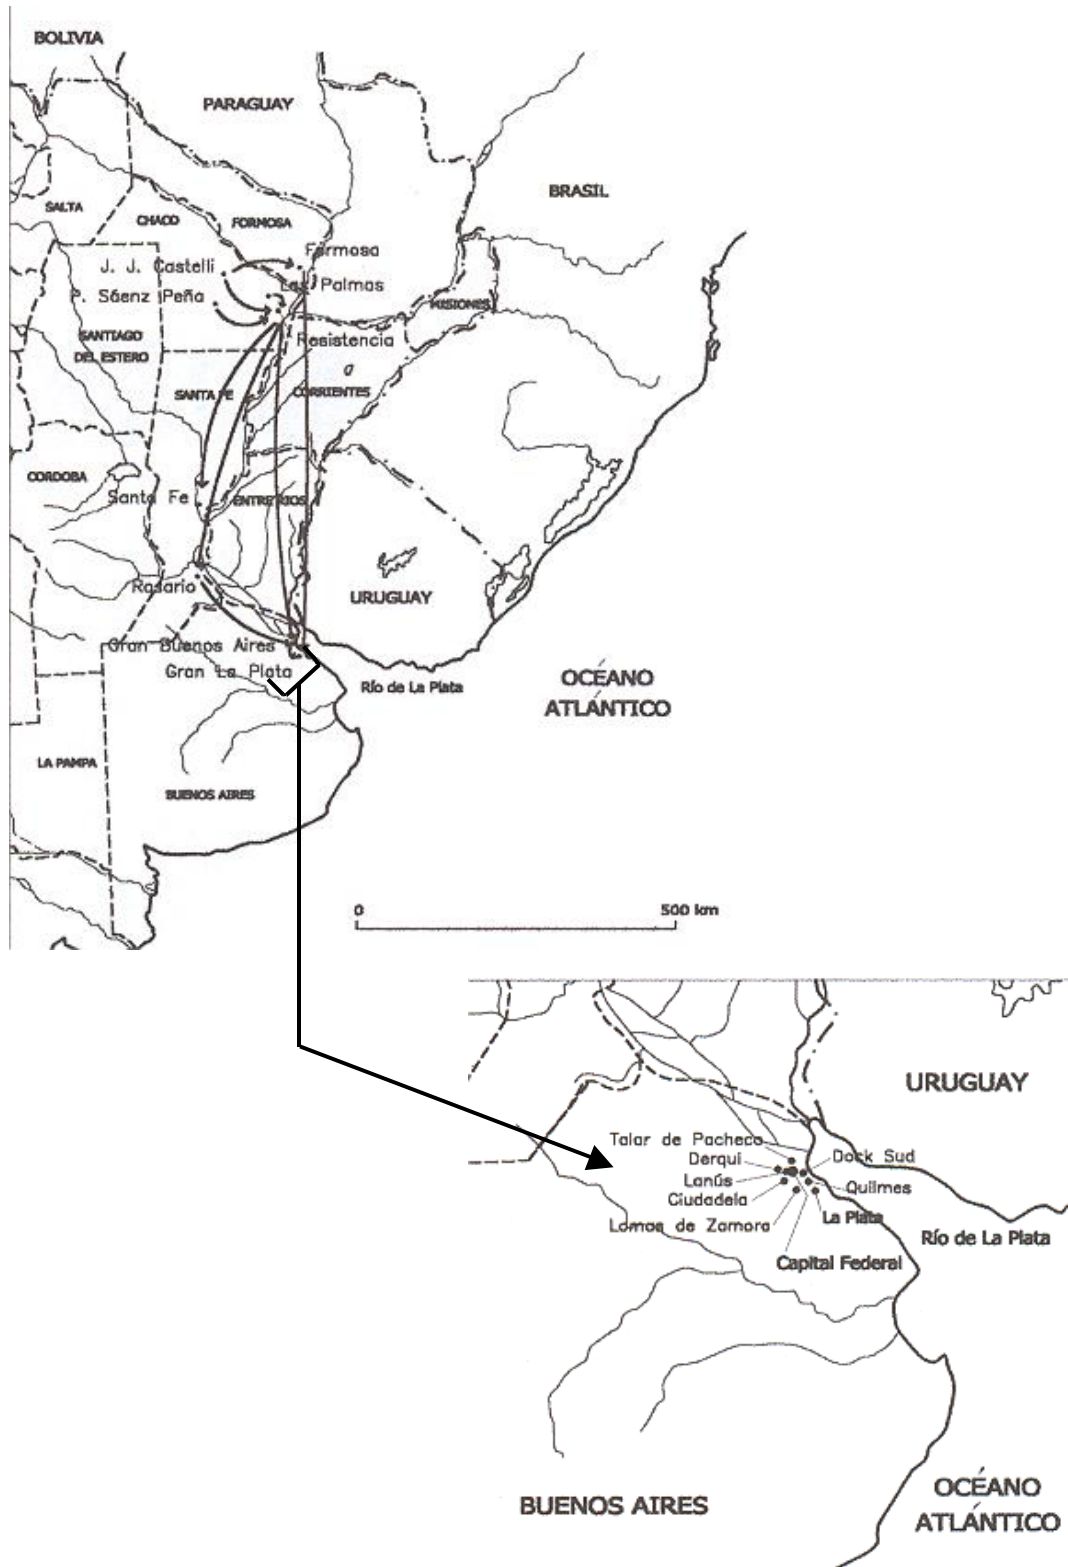 BOLIVIA
PARAGUAY
BRASIL
SALTA
CHACO
FORMOSA
Formosa
J. J. Castelli
Las Palmas
P. Sáenz Peña
MISIONES
SANTIAGO
DEL ESTERO
Resistencia
SANTA FE
CORRIENTES
CORDOBA
Santa Fe
ENTRE RIOS
Rosario
URUGUAY
Gran Buenos Aires
Gran La Plata
Río de La Plata
OCÉANO
ATLÁNTICO
LA PAMPA
BUENOS AIRES
0 500 km
URUGUAY
Talar de Pacheco
Derqui
Dock Sud
Lanús
Quilmes
Ciudadela
La Plata
Lomas de Zamora
Río de La Plata
Capital Federal
BUENOS AIRES
OCÉANO
ATLÁNTICO